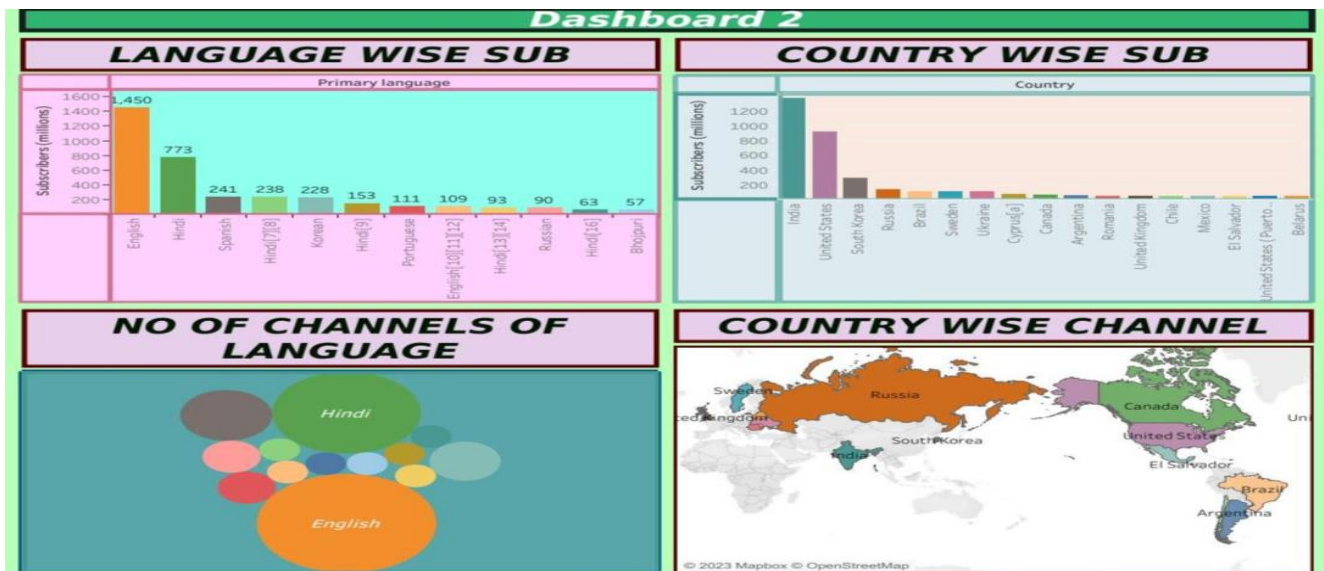 Dashboard 2
LANGUAGE WISE SUB
Primary language
Subscribers (millions)
1600
1400
1200
1000
800
600
400
200
1,450
773
241
238
228
153
111
109
93
90
63
57
English
Hindi
Spanish
Hindi[7][8]
Korean
Hindi[9]
Portuguese
English[10][11][12]
Hindi[13][14]
Russian
Hindi[16]
Bhojpuri
COUNTRY WISE SUB
Country
Subscribers (millions)
1200
1000
800
600
400
200
India
United States
South Korea
Russia
Brazil
Sweden
Ukraine
Cyprus[a]
Canada
Argentina
Romania
United Kingdom
Chile
Mexico
El Salvador
United States (Puerto ..
Belarus
NO OF CHANNELS OF
LANGUAGE
Hindi
English
COUNTRY WISE CHANNEL
Sweden
Russia
ted Kingdom
South Korea
India
Canada
Uni
United States
El Salvador
Brazil
Argentina
© 2023 Mapbox © OpenStreetMap